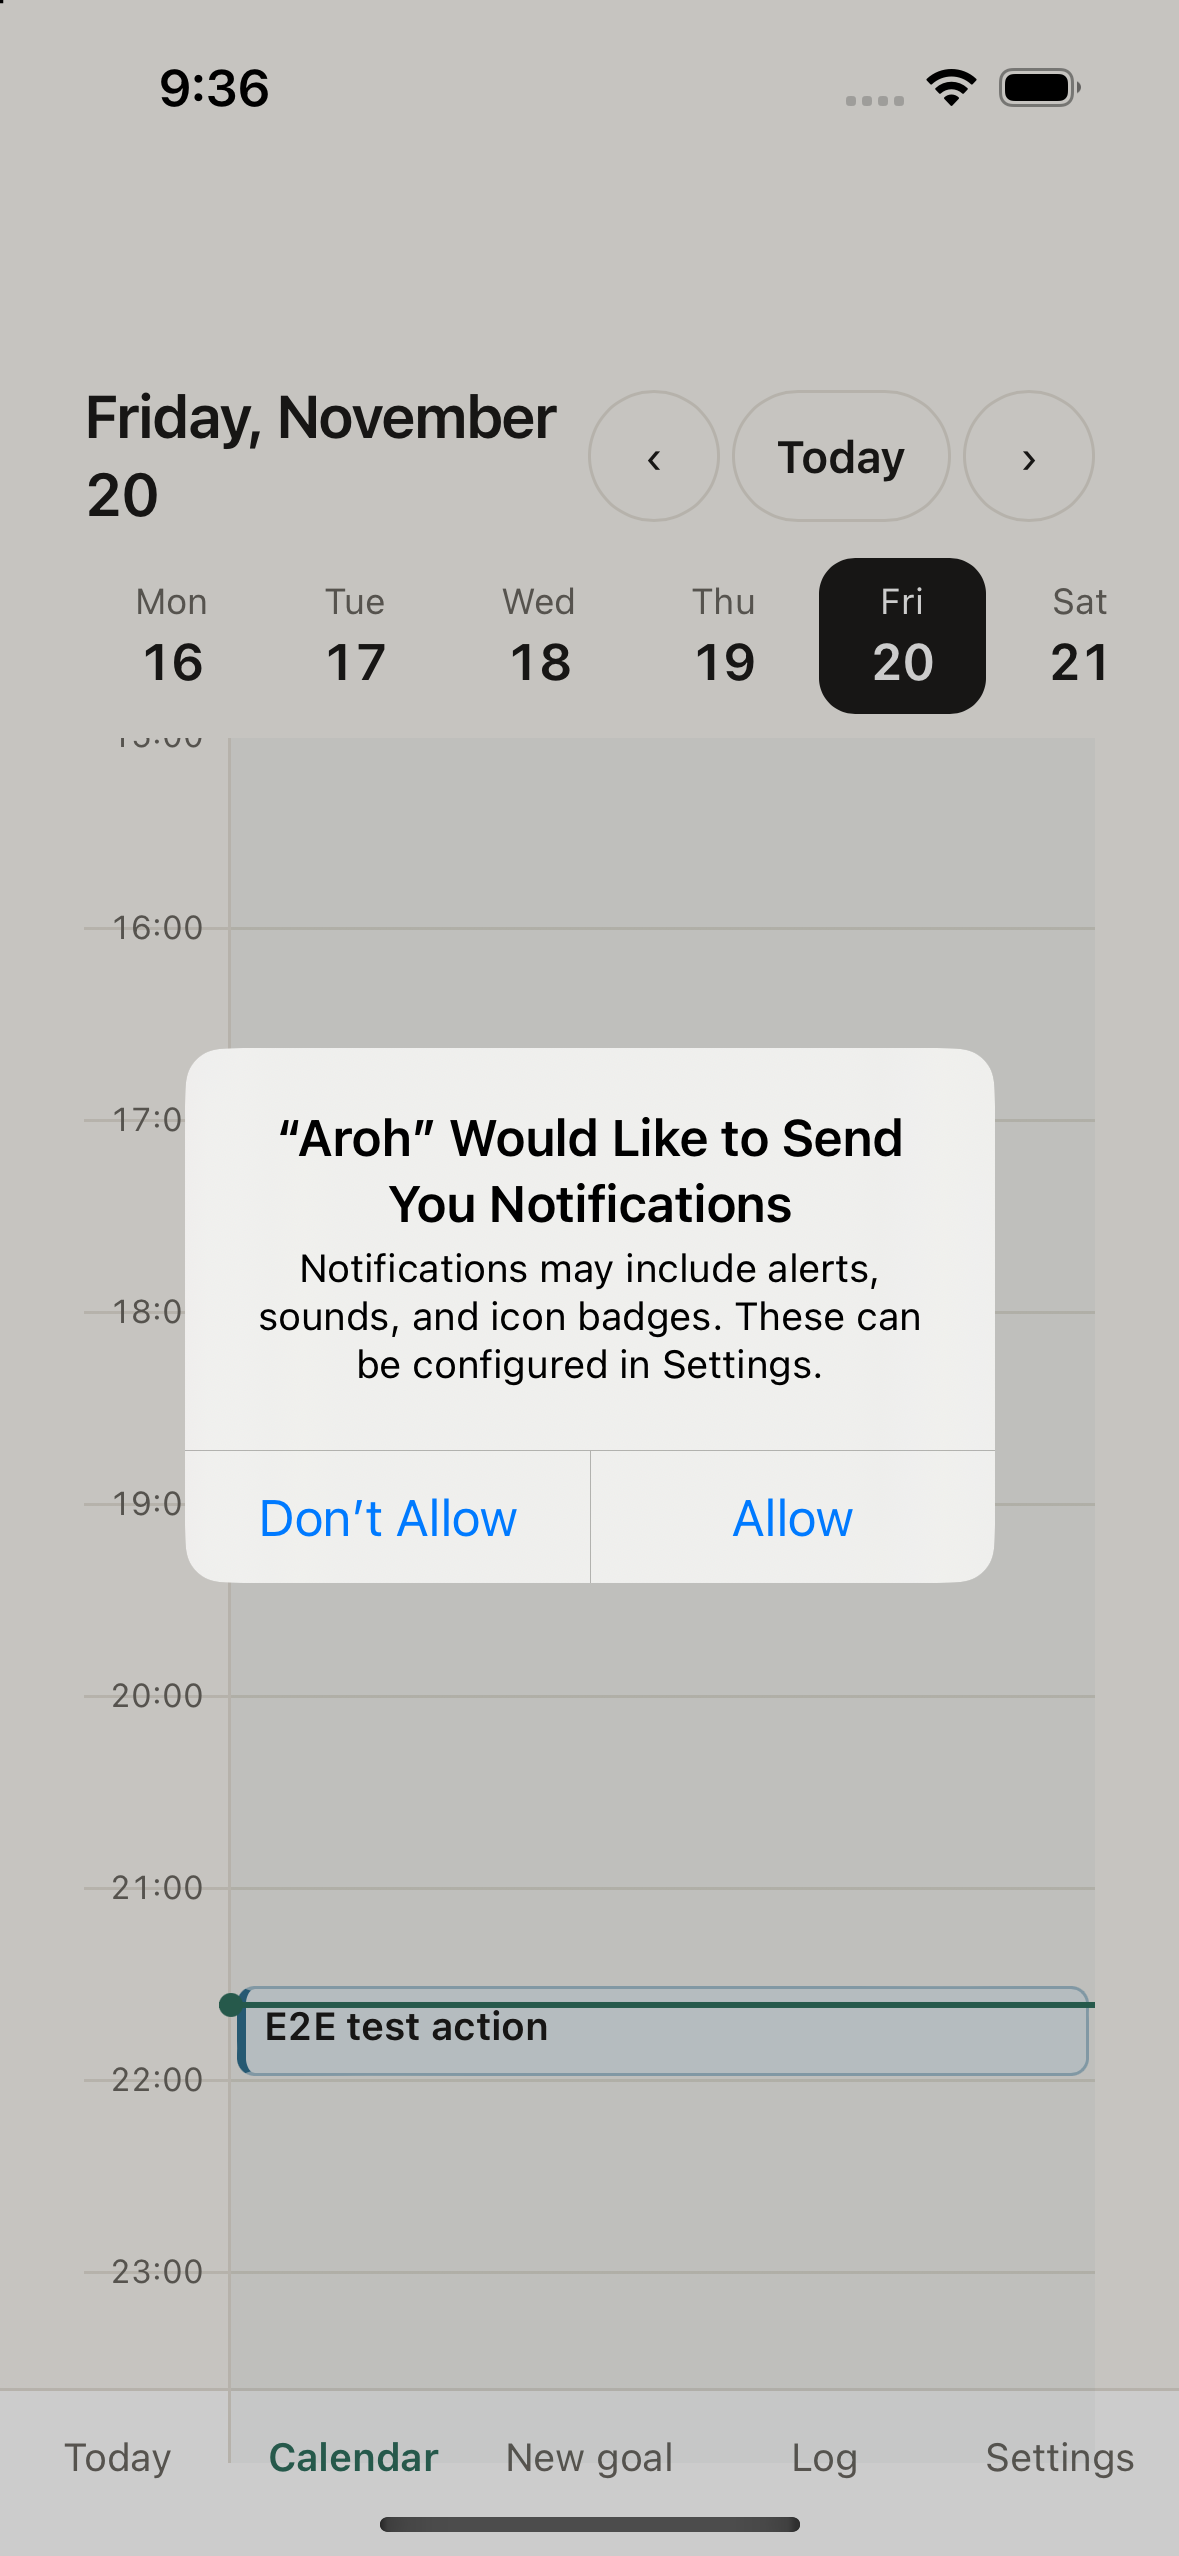 9:36
Friday, November
20
‹ Today ›
Mon Tue Wed Thu Fri Sat
16 17 18 19 20 21
16:00
17:0
“Aroh” Would Like to Send
You Notifications
Notifications may include alerts,
sounds, and icon badges. These can
be configured in Settings.
18:0
19:0
Don’t Allow Allow
20:00
21:00
E2E test action
22:00
23:00
Today Calendar New goal Log Settings